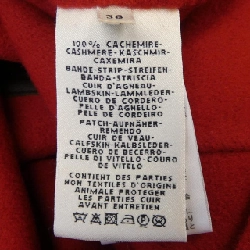 38
100% CACHEMIRE-
CASHMERE-KASCHMIR-
CAXEMIRA
BANDE-STRIP-STREIFEN
BANDA-STRISCIA
CUIR D'AGNEAU-
LAMBSKIN-LAMMLEDER-
CUERO DE CORDERO-
PELLE D'AGNELLO-
PELE DE CORDEIRO
PATCH-AUFNÄHER-
REMENDO
CUIR DE VEAU-
CALFSKIN KALBSLEDER-
CUERO DE BECERRO-
PELLE DI VITELLO-COURO
DE VITELO
CONTIENT DES PARTIES
NON TEXTILES D'ORIGINE
ANIMALE PROTEGER
LES PARTIES CUIR
AVANT ENTRETIEN